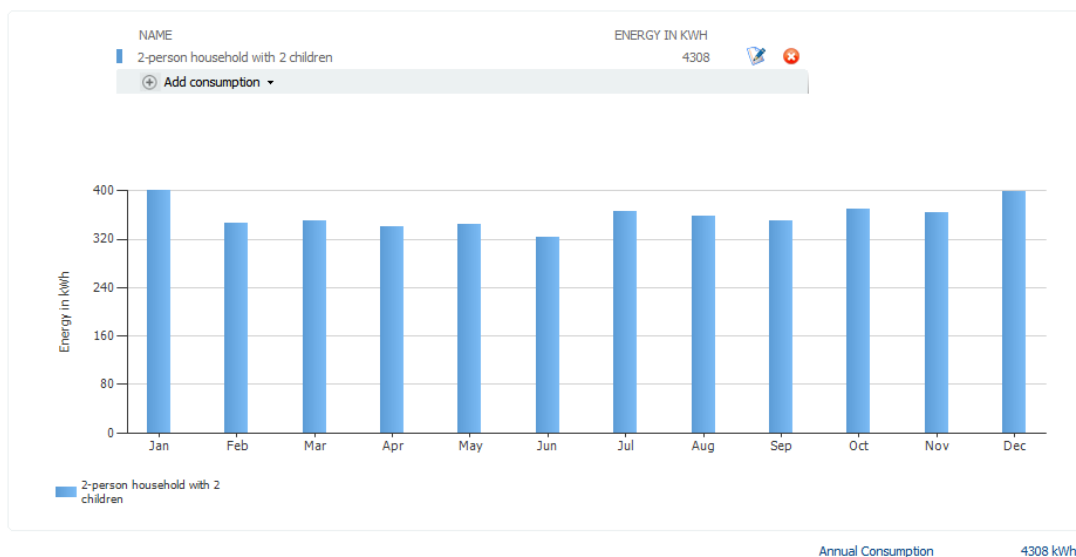 NAME ENERGY IN KWH
2-person household with 2 children 4308
Add consumption
400
320
240
160
80
0
Energy in kWh
Jan Feb Mar Apr May Jun Jul Aug Sep Oct Nov Dec
2-person household with 2
children
Annual Consumption 4308 kWh